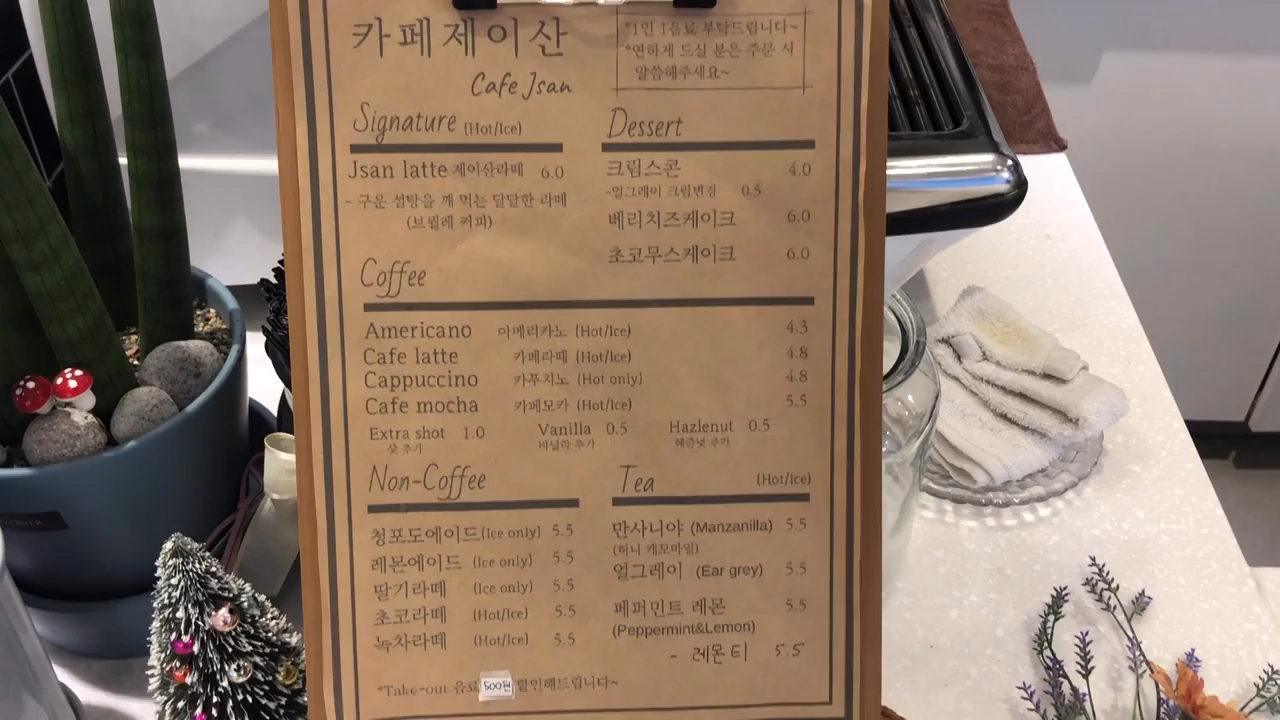 카페제이산
Cafe Jsan
*1인 1음료 부탁드립니다~
*연하게 드실 분은 주문 시
말씀해주세요~
Signature (Hot/Ice)
Jsan latte 제이산라떼 6.0
- 구운 설탕을 깨 먹는 달달한 라떼
(브륄레 커피)
Dessert
크림스콘 4.0
-얼그레이 크림변경 0.5
베리치즈케이크 6.0
초코무스케이크 6.0
Coffee
Americano 아메리카노 (Hot/Ice) 4.3
Cafe latte 카페라떼 (Hot/Ice) 4.8
Cappuccino 카푸치노 (Hot only) 4.8
Cafe mocha 카페모카 (Hot/Ice) 5.5
Extra shot 1.0 Vanilla 0.5 Hazlenut 0.5
샷 추가 바닐라 추가 헤즐넛 추가
Non-Coffee
청포도에이드(Ice only) 5.5
레몬에이드 (Ice only) 5.5
딸기라떼 (Ice only) 5.5
초코라떼 (Hot/Ice) 5.5
녹차라떼 (Hot/Ice) 5.5
Tea (Hot/Ice)
만사니야 (Manzanilla) 5.5
(허니 캐모마일)
얼그레이 (Ear grey) 5.5
페퍼민트 레몬 5.5
(Peppermint&Lemon)
- 레몬티 5.5
*Take-out 음료 500원 할인해드립니다~